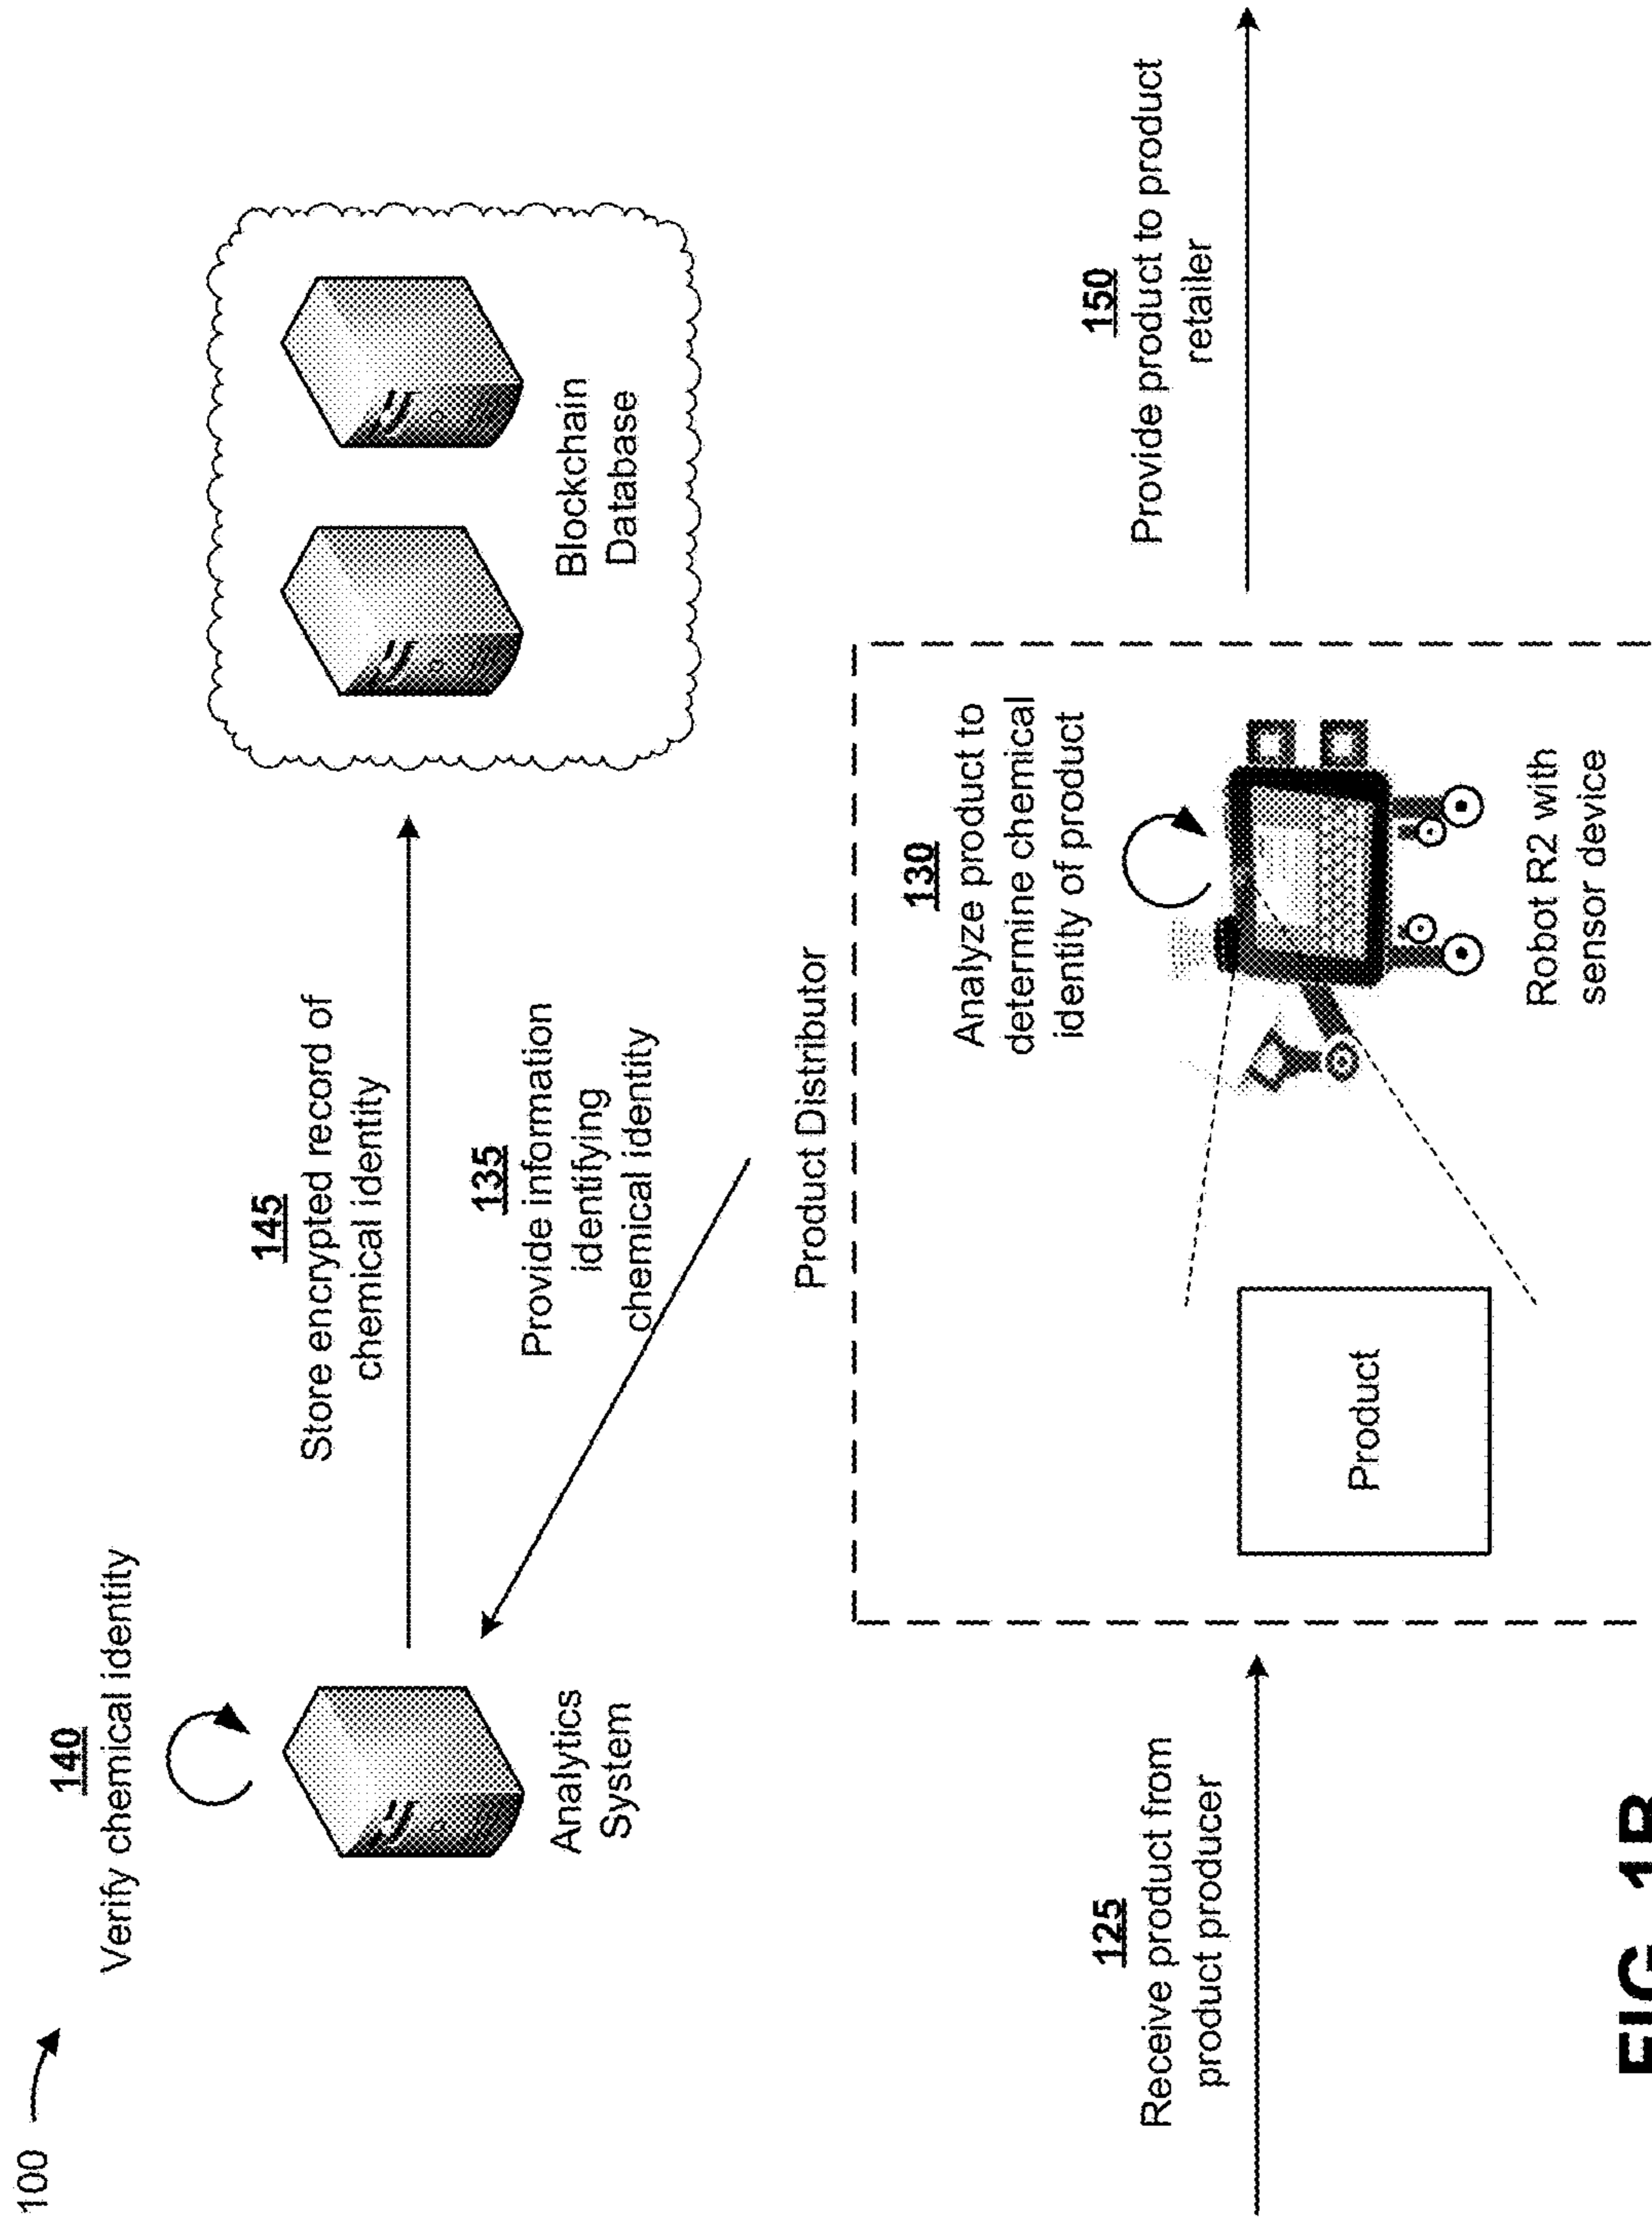 100
140
Verify chemical identity
Analytics
System
145
Store encrypted record of
chemical identity
135
Provide information
identifying
chemical identity
Blockchain
Database
Product Distributor
125
Receive product from
product producer
130
Analyze product to
determine chemical
identity of product
Product
Robot R2 with
sensor device
150
Provide product to product
retailer
FIG. 1B